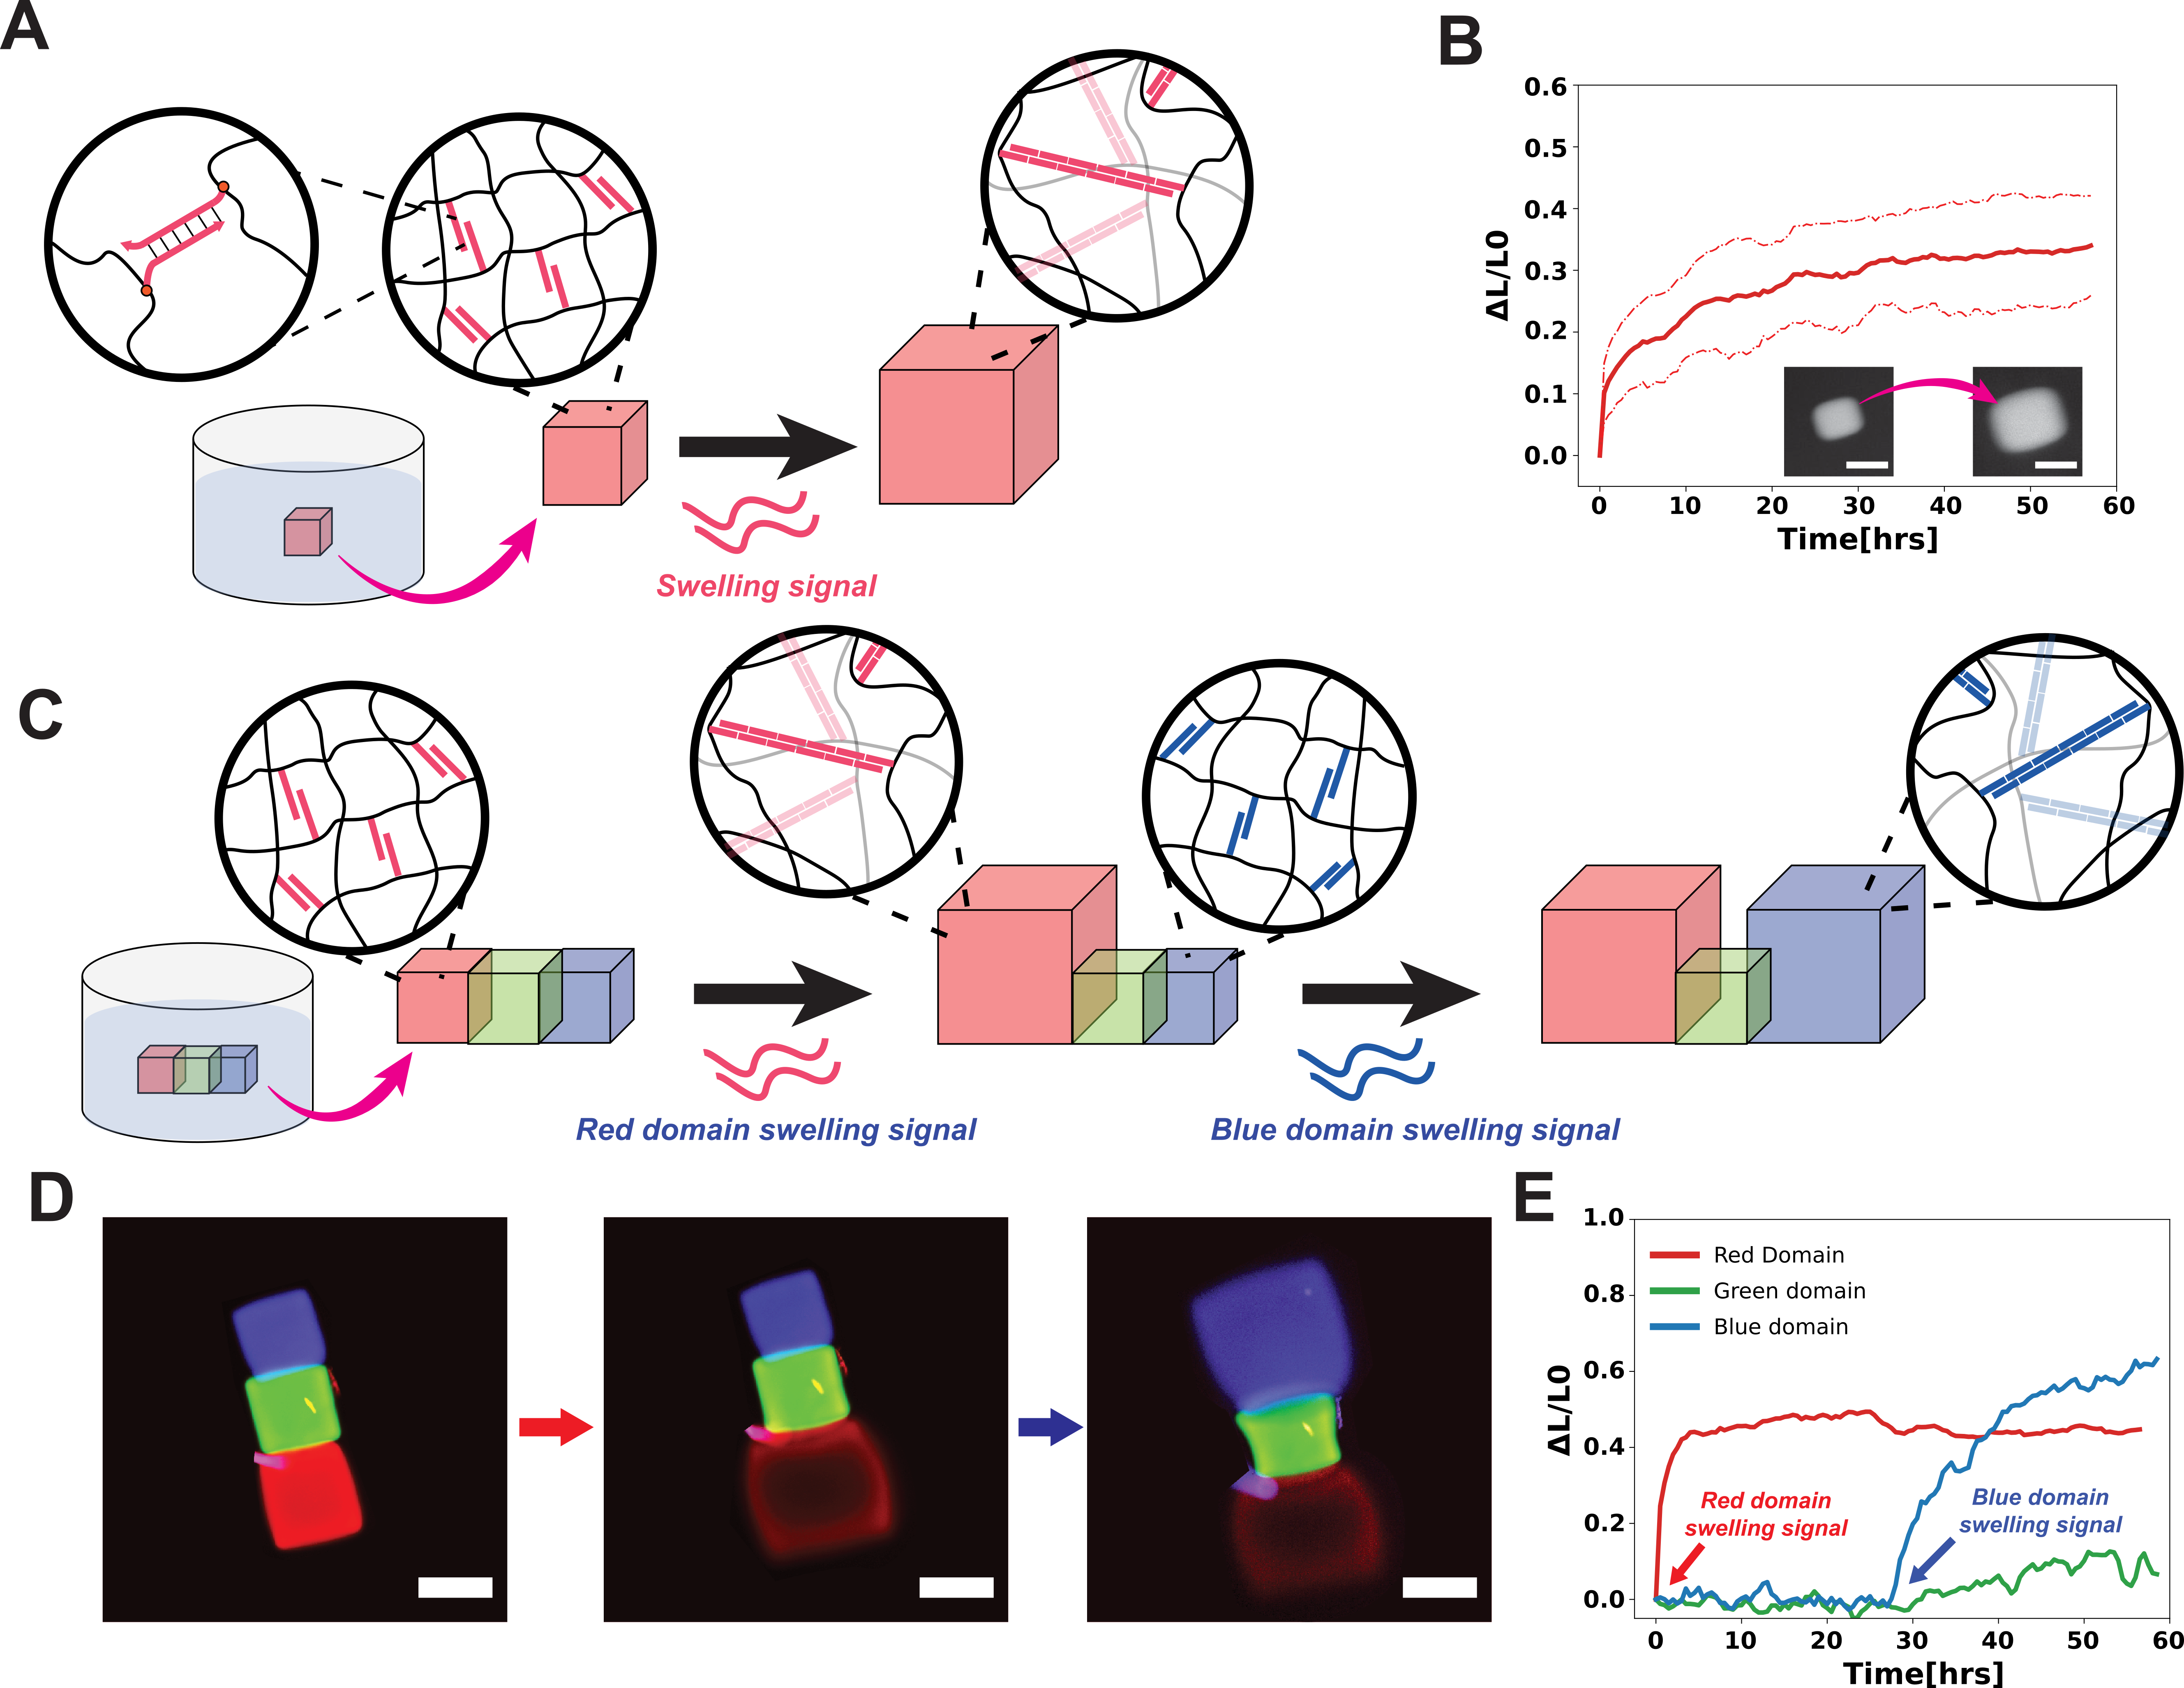 A
Swelling signal
B
0.6
0.5
0.4
0.3
0.2
0.1
0.0
ΔL/L0
0 10 20 30 40 50 60
Time[hrs]
C
Red domain swelling signal
Blue domain swelling signal
D
E
1.0
0.8
0.6
0.4
0.2
0.0
ΔL/L0
Red Domain
Green domain
Blue domain
Red domain
swelling signal
Blue domain
swelling signal
0 10 20 30 40 50 60
Time[hrs]